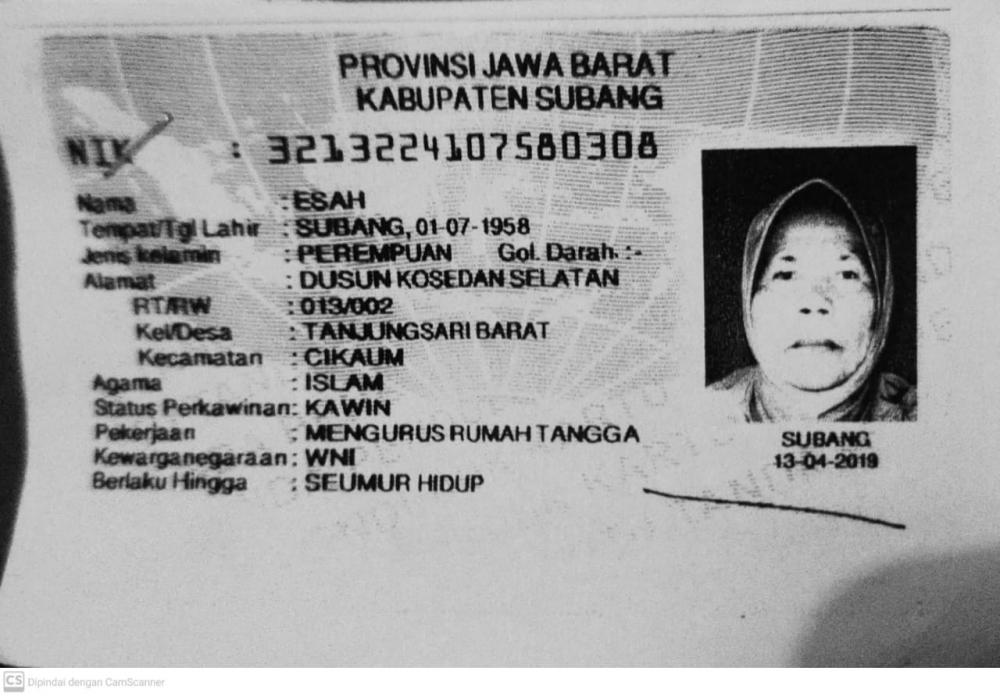 PROVINSI JAWA BARAT
KABUPATEN SUBANG
NIK : 3213224107580308
Nama : ESAH
Tempat/Tgl Lahir : SUBANG, 01-07-1958
Jenis kelamin : PEREMPUAN Gol. Darah : -
Alamat : DUSUN KOSEDAN SELATAN
RT/RW : 013/002
Kel/Desa : TANJUNGSARI BARAT
Kecamatan : CIKAUM
Agama : ISLAM
Status Perkawinan: KAWIN
Pekerjaan : MENGURUS RUMAH TANGGA
Kewarganegaraan : WNI
Berlaku Hingga : SEUMUR HIDUP
SUBANG
13-04-2019
CS Dipindai dengan CamScanner